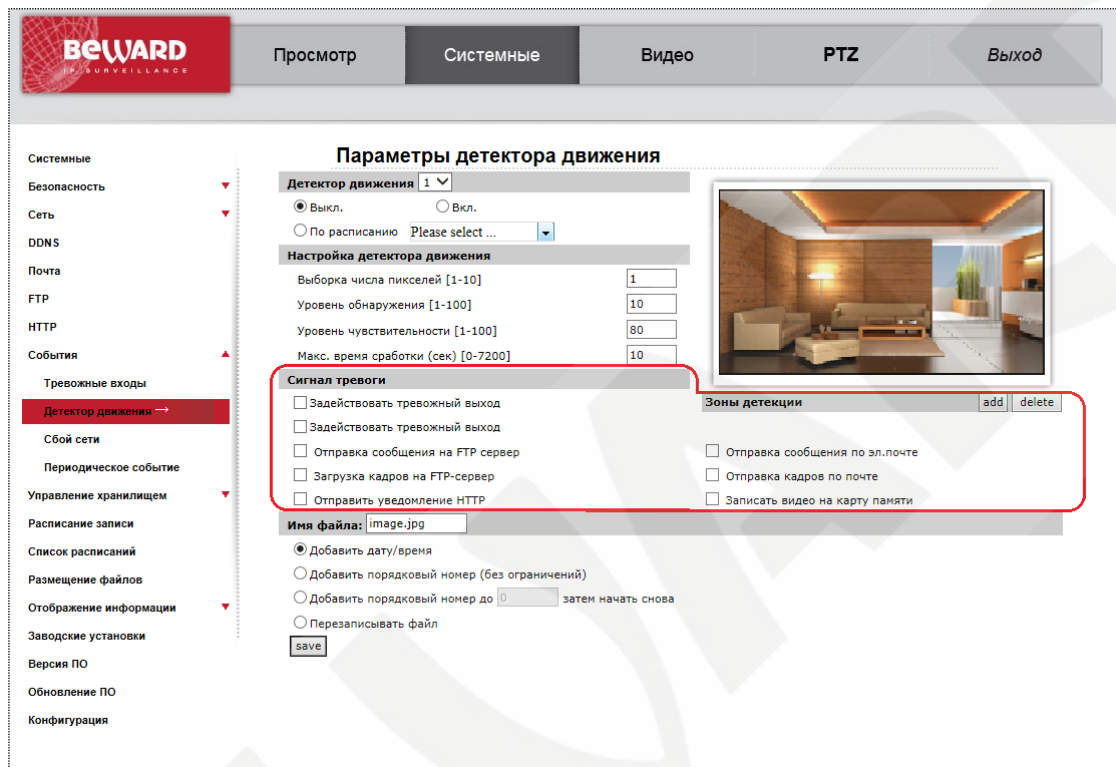 BEWARD
IP SURVEILLANCE
Просмотр
Системные
Видео
PTZ
Выход
Системные
Безопасность
Сеть
DDNS
Почта
FTP
HTTP
События
Тревожные входы
Детектор движения →
Сбой сети
Периодическое событие
Управление хранилищем
Расписание записи
Список расписаний
Размещение файлов
Отображение информации
Заводские установки
Версия ПО
Обновление ПО
Конфигурация
Параметры детектора движения
Детектор движения 1
Выкл. Вкл.
По расписанию Please select ...
Настройка детектора движения
Выборка числа пикселей [1-10] 1
Уровень обнаружения [1-100] 10
Уровень чувствительности [1-100] 80
Макс. время сработки (сек) [0-7200] 10
Сигнал тревоги
Задействовать тревожный выход
Зоны детекции add delete
Задействовать тревожный выход
Отправка сообщения на FTP сервер Отправка сообщения по эл.почте
Загрузка кадров на FTP-сервер Отправка кадров по почте
Отправить уведомление HTTP Записать видео на карту памяти
Имя файла: image.jpg
Добавить дату/время
Добавить порядковый номер (без ограничений)
Добавить порядковый номер до 0 затем начать снова
Перезаписывать файл
save